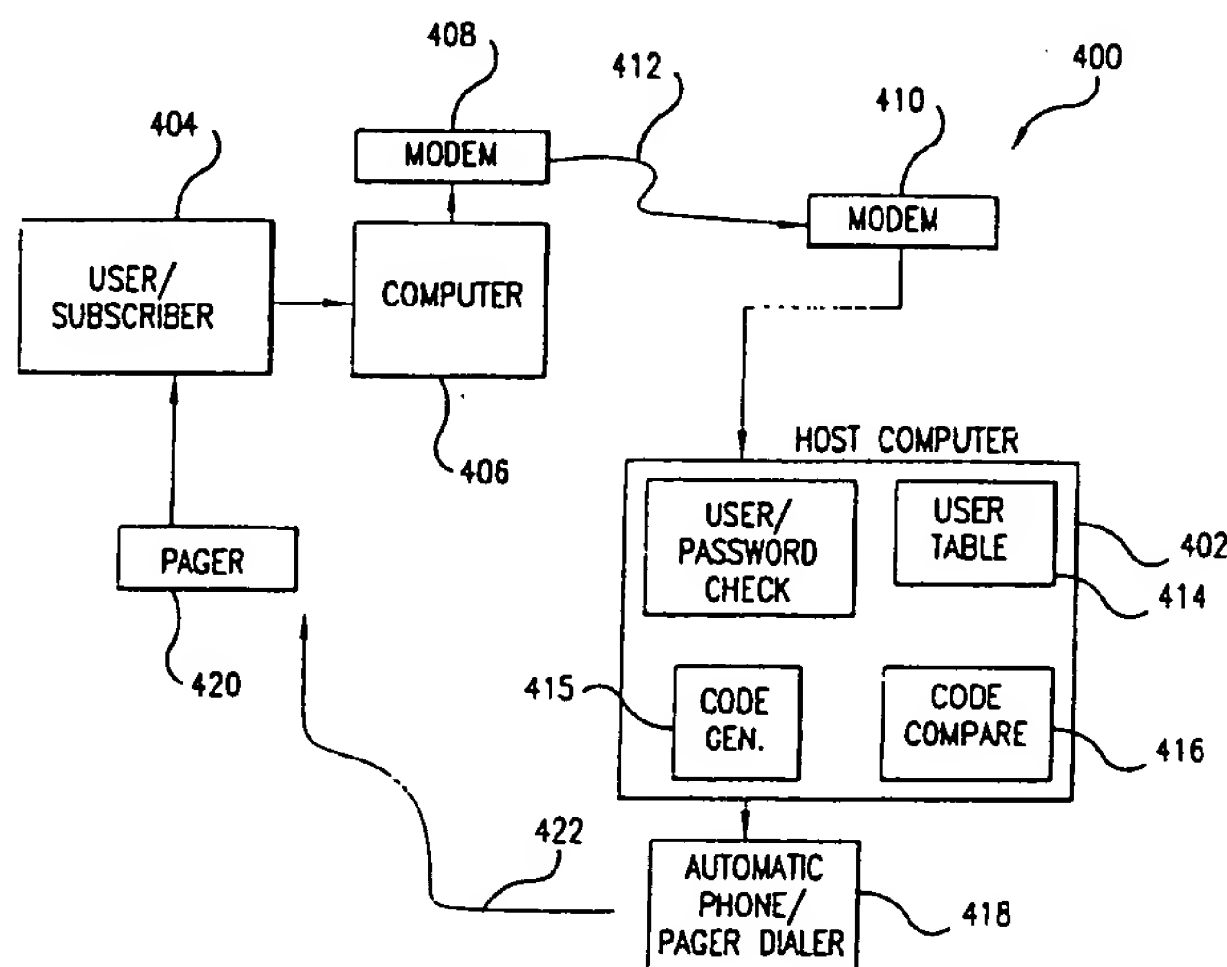 408
412
400
404
410
MODEM
MODEM
USER/
SUBSCRIBER
COMPUTER
406
HOST COMPUTER
USER/
PASSWORD
CHECK
USER
TABLE
402
414
PAGER
420
415
CODE
GEN.
CODE
COMPARE
416
422
AUTOMATIC
PHONE/
PAGER DIALER
418